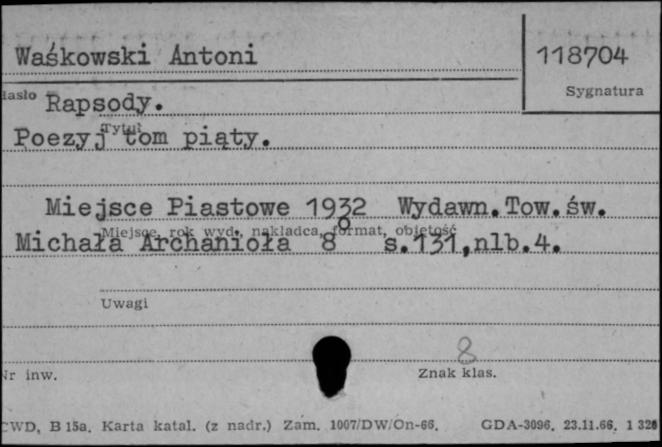 Waśkowski Antoni
118704
Hasło
Sygnatura
Rapsody.
Tytuł
Poezyj tom piąty.
Miejsce Piastowe 1932 Wydawn.Tow.św.
Miejsce, rok wyd., nakładca, format, objętość
Michała Archanioła 8° s.131,nlb.4.
Uwagi
8
Nr inw.
Znak klas.
CWD, B 15a. Karta katal. (z nadr.) Zam. 1007/DW/On-66. GDA-3096. 23.11.66.